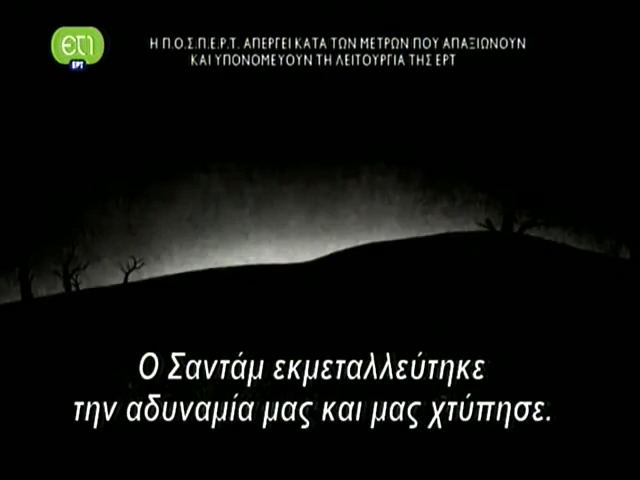 ετ1
ΕΡΤ
Η Π.Ο.Σ.Π.Ε.Ρ.Τ. ΑΠΕΡΓΕΙ ΚΑΤΑ ΤΩΝ ΜΕΤΡΩΝ ΠΟΥ ΑΠΑΞΙΩΝΟΥΝ
ΚΑΙ ΥΠΟΝΟΜΕΥΟΥΝ ΤΗ ΛΕΙΤΟΥΡΓΙΑ ΤΗΣ ΕΡΤ
Ο Σαντάμ εκμεταλλεύτηκε
την αδυναμία μας και μας χτύπησε.